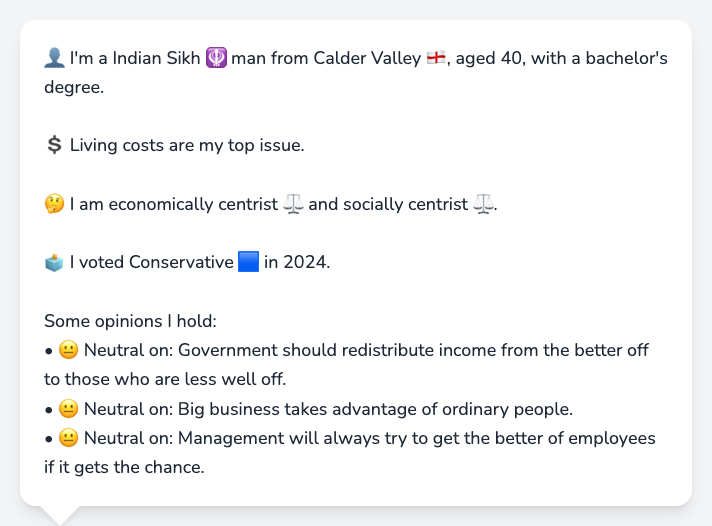 👤 I'm a Indian Sikh 🪯 man from Calder Valley 🏴󠁧󠁢󠁥󠁮󠁧󠁿, aged 40, with a bachelor's
degree.
💲 Living costs are my top issue.
🤔 I am economically centrist ⚖️ and socially centrist ⚖️.
🗳️ I voted Conservative 🟦 in 2024.
Some opinions I hold:
• 😐 Neutral on: Government should redistribute income from the better off
to those who are less well off.
• 😐 Neutral on: Big business takes advantage of ordinary people.
• 😐 Neutral on: Management will always try to get the better of employees
if it gets the chance.